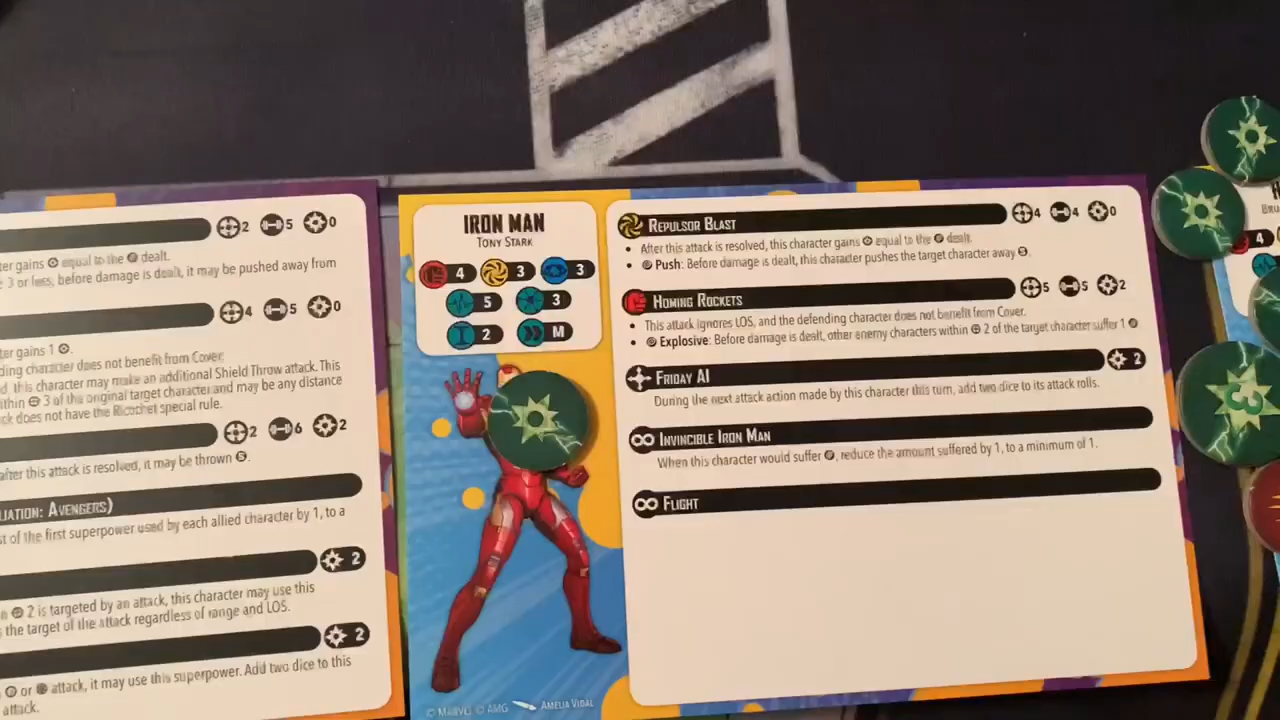 2 5 0
ter gains equal to the dealt.
3 or less, before damage is dealt, it may be pushed away from
4 5 0
ter gains 1
ding character does not benefit from Cover.
d, this character may make an additional Shield Throw attack. This
ithin 3 of the original target character and may be any distance
ck does not have the Ricochet special rule.
2 6 2
after this attack is resolved, it may be thrown S.
LIATION: AVENGERS)
st of the first superpower used by each allied character by 1, to a
2
n 2 is targeted by an attack, this character may use this
s the target of the attack regardless of range and LOS.
2
or attack, it may use this superpower. Add two dice to this
attack.
IRON MAN
TONY STARK
4 3 3
5 3
2 M
© MARVEL © AMG AMELIA VIDAL
REPULSOR BLAST 4 4 0
• After this attack is resolved, this character gains equal to the dealt.
• Push: Before damage is dealt, this character pushes the target character away S.
HOMING ROCKETS 5 5 2
• This attack ignores LOS, and the defending character does not benefit from Cover.
• Explosive: Before damage is dealt, other enemy characters within 2 of the target character suffer 1
FRIDAY AI 2
During the next attack action made by this character this turn, add two dice to its attack rolls.
INVINCIBLE IRON MAN
When this character would suffer , reduce the amount suffered by 1, to a minimum of 1.
FLIGHT
BRU
4
3